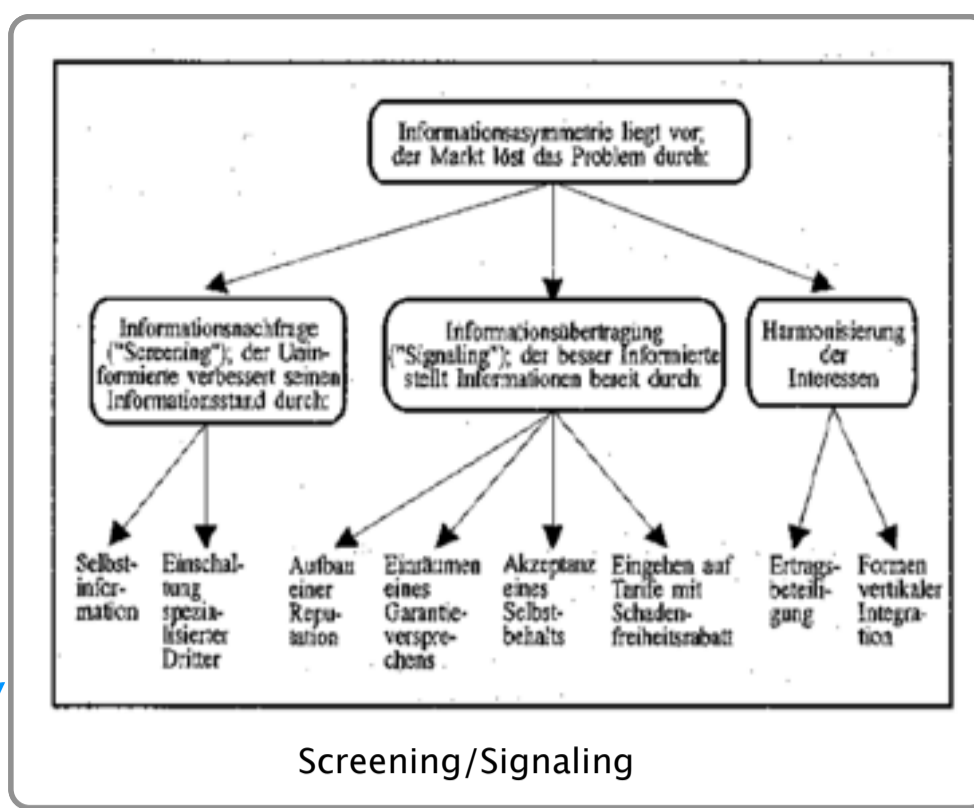 Informationsasymmetrie liegt vor;
der Markt löst das Problem durch:
Informationsnachfrage
("Screening"); der Unin-
formierte verbessert seinen
Informationsstand durch:
Informationsübertragung
("Signaling"); der besser Informierte
stellt Informationen bereit durch:
Harmonisierung
der
Interessen
Selbst-
infor-
mation
Einschal-
tung
spezia-
lisierter
Dritter
Aufbau
einer
Repu-
tation
Einräumen
eines
Garantie-
verspre-
chens
Akzeptanz
eines
Selbst-
behalts
Eingehen auf
Tarife mit
Schaden-
freiheitsrabatt
Ertrags-
beteili-
gung
Formen
vertikaler
Integra-
tion
Screening/Signaling